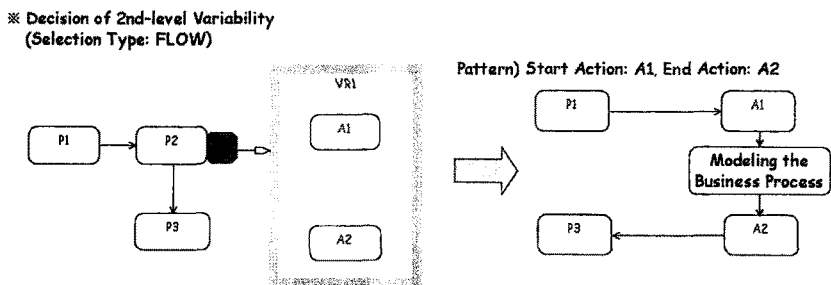 ※ Decision of 2nd-level Variability
(Selection Type: FLOW)
Pattern) Start Action: A1, End Action: A2
VR1
P1
P2
A1
P3
A2
P1
A1
Modeling the
Business Process
P3
A2